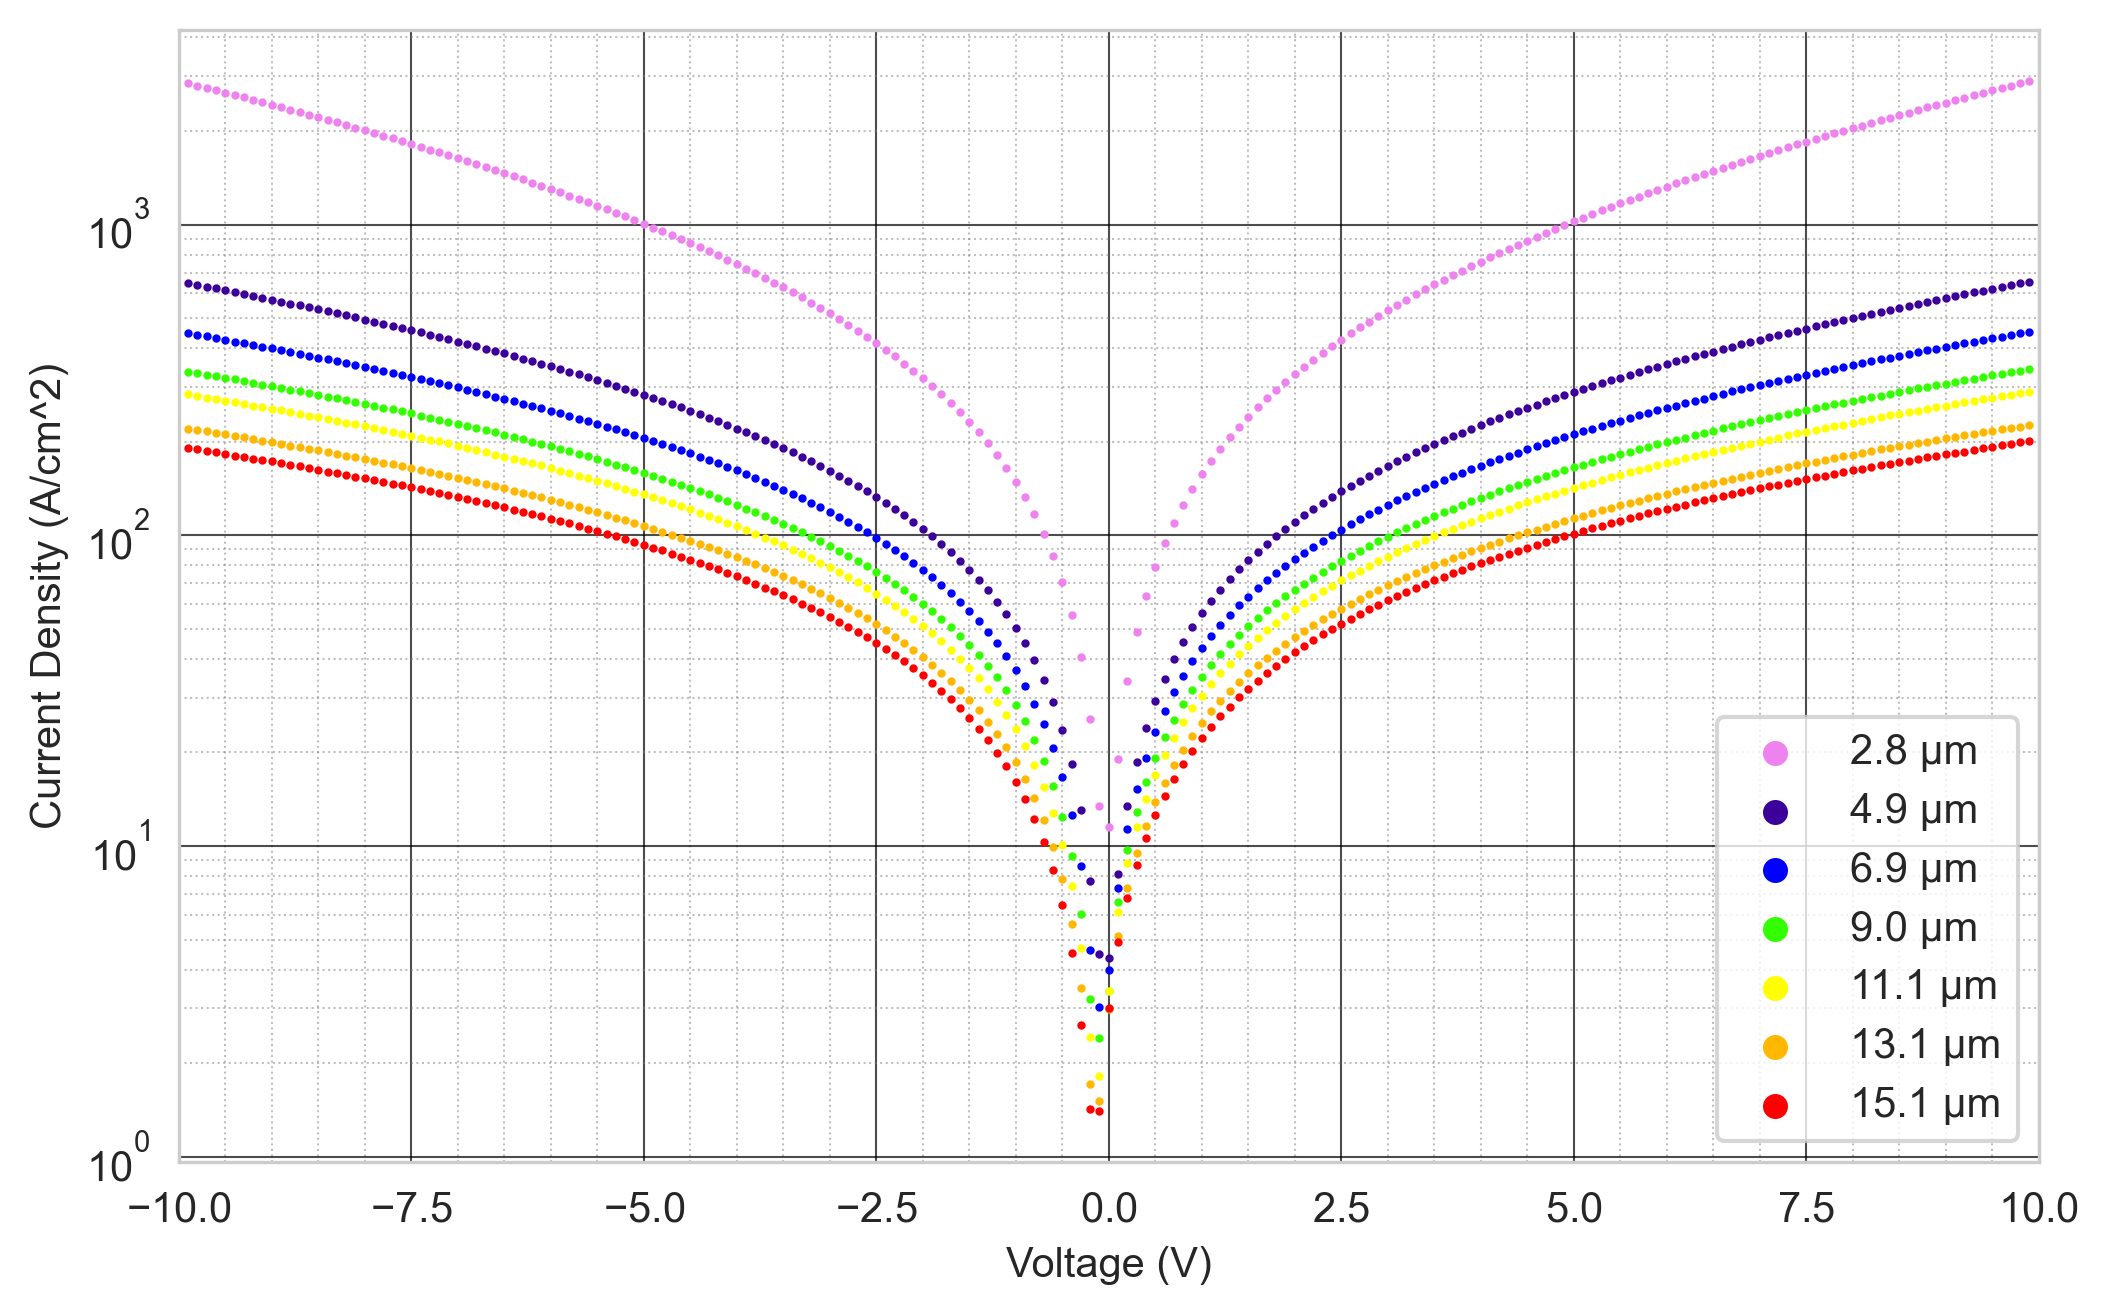 Current Density (A/cm^2)
10^3
10^2
10^1
10^0
−10.0 −7.5 −5.0 −2.5 0.0 2.5 5.0 7.5 10.0
Voltage (V)
2.8 μm
4.9 μm
6.9 μm
9.0 μm
11.1 μm
13.1 μm
15.1 μm